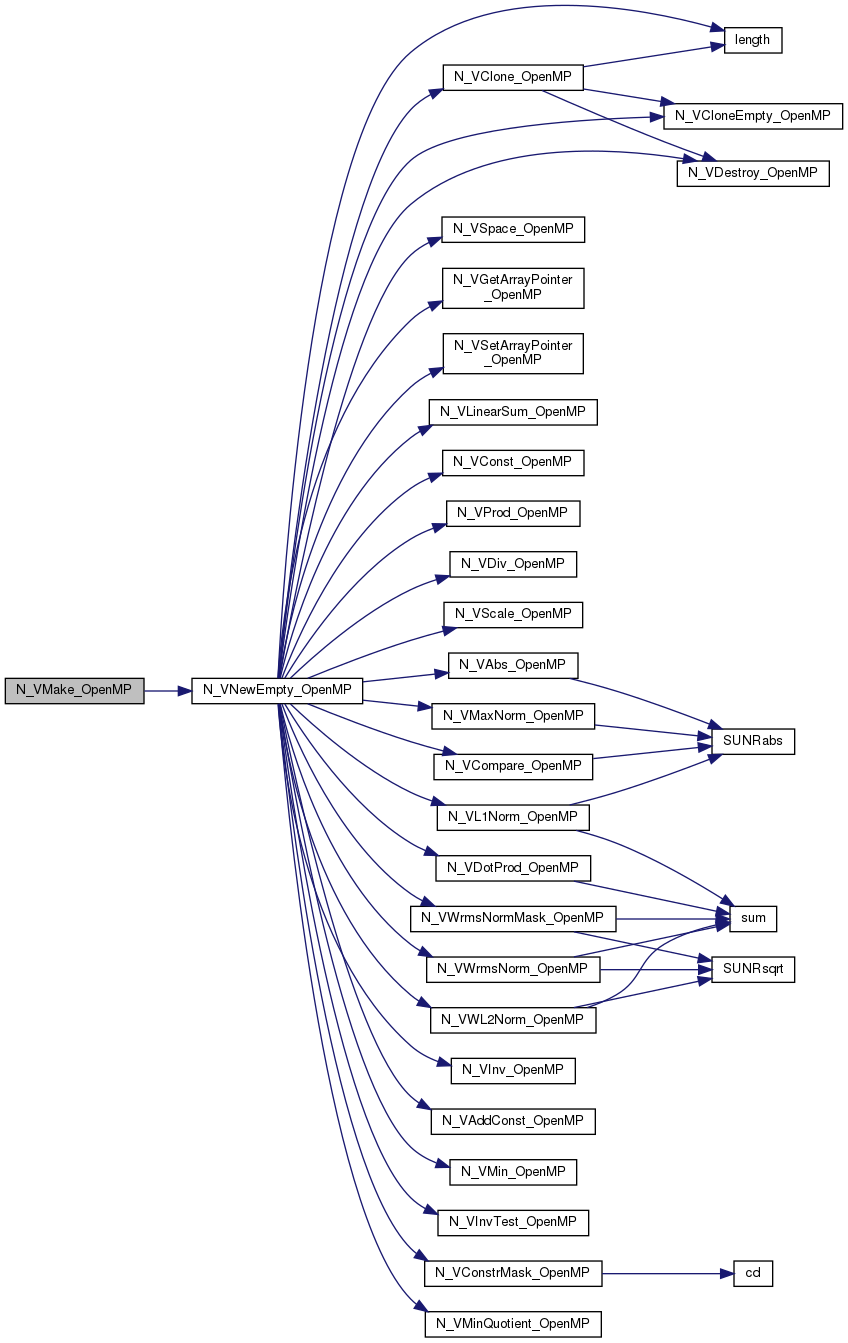 length
N_VClone_OpenMP
N_VCloneEmpty_OpenMP
N_VDestroy_OpenMP
N_VSpace_OpenMP
N_VGetArrayPointer
_OpenMP
N_VSetArrayPointer
_OpenMP
N_VLinearSum_OpenMP
N_VConst_OpenMP
N_VProd_OpenMP
N_VDiv_OpenMP
N_VScale_OpenMP
N_VAbs_OpenMP
N_VMake_OpenMP
N_VNewEmpty_OpenMP
N_VMaxNorm_OpenMP
SUNRabs
N_VCompare_OpenMP
N_VL1Norm_OpenMP
N_VDotProd_OpenMP
N_VWrmsNormMask_OpenMP
sum
N_VWrmsNorm_OpenMP
SUNRsqrt
N_VWL2Norm_OpenMP
N_VInv_OpenMP
N_VAddConst_OpenMP
N_VMin_OpenMP
N_VInvTest_OpenMP
N_VConstrMask_OpenMP
cd
N_VMinQuotient_OpenMP